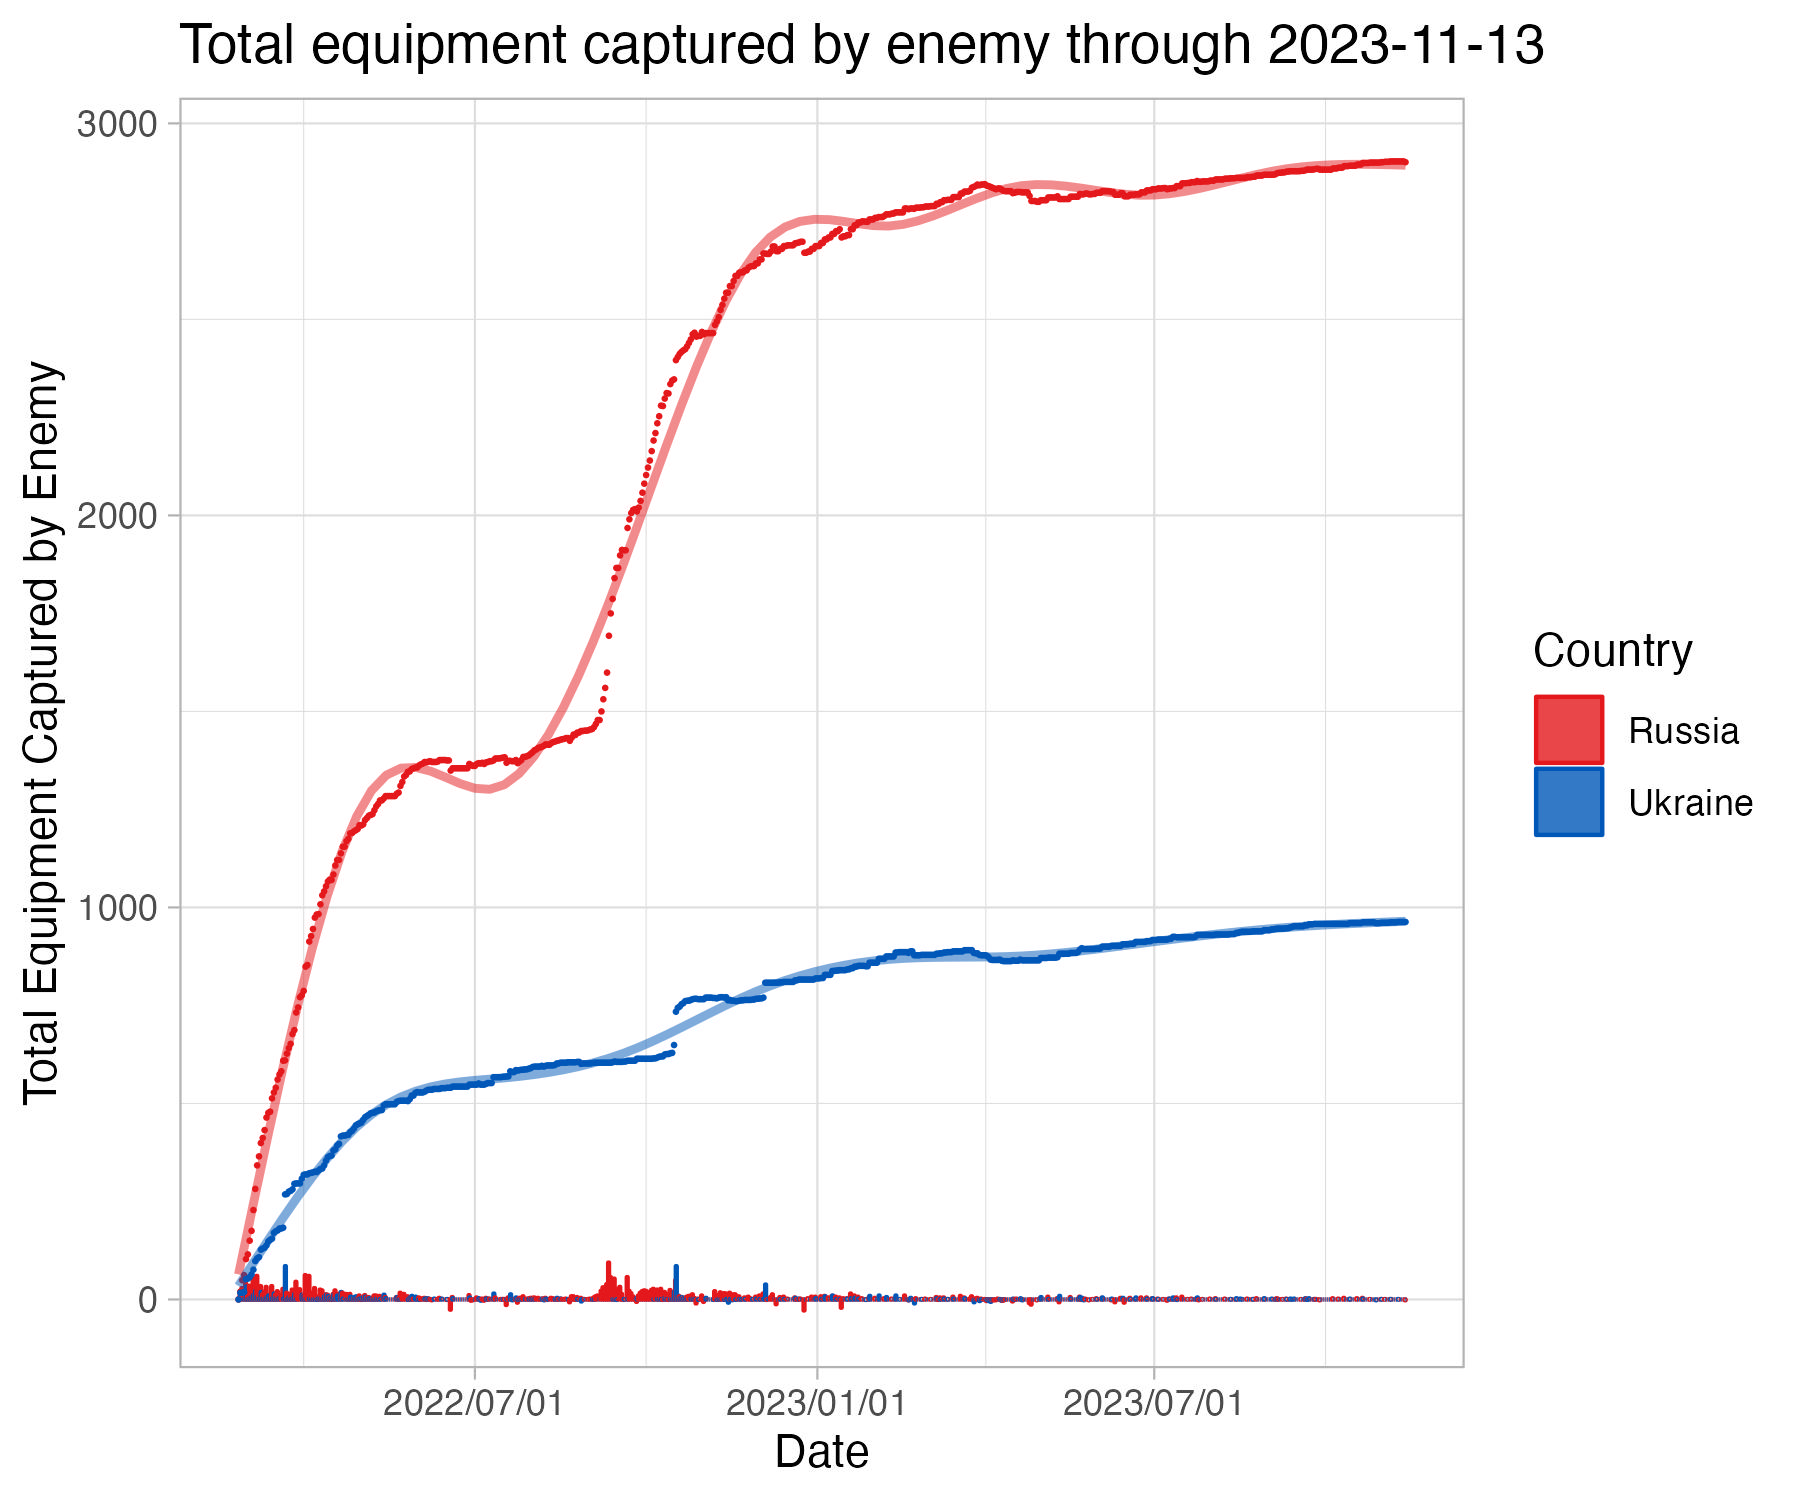 Total equipment captured by enemy through 2023-11-13
Total Equipment Captured by Enemy
3000
2000
1000
0
2022/07/01
2023/01/01
2023/07/01
Date
Country
Russia
Ukraine